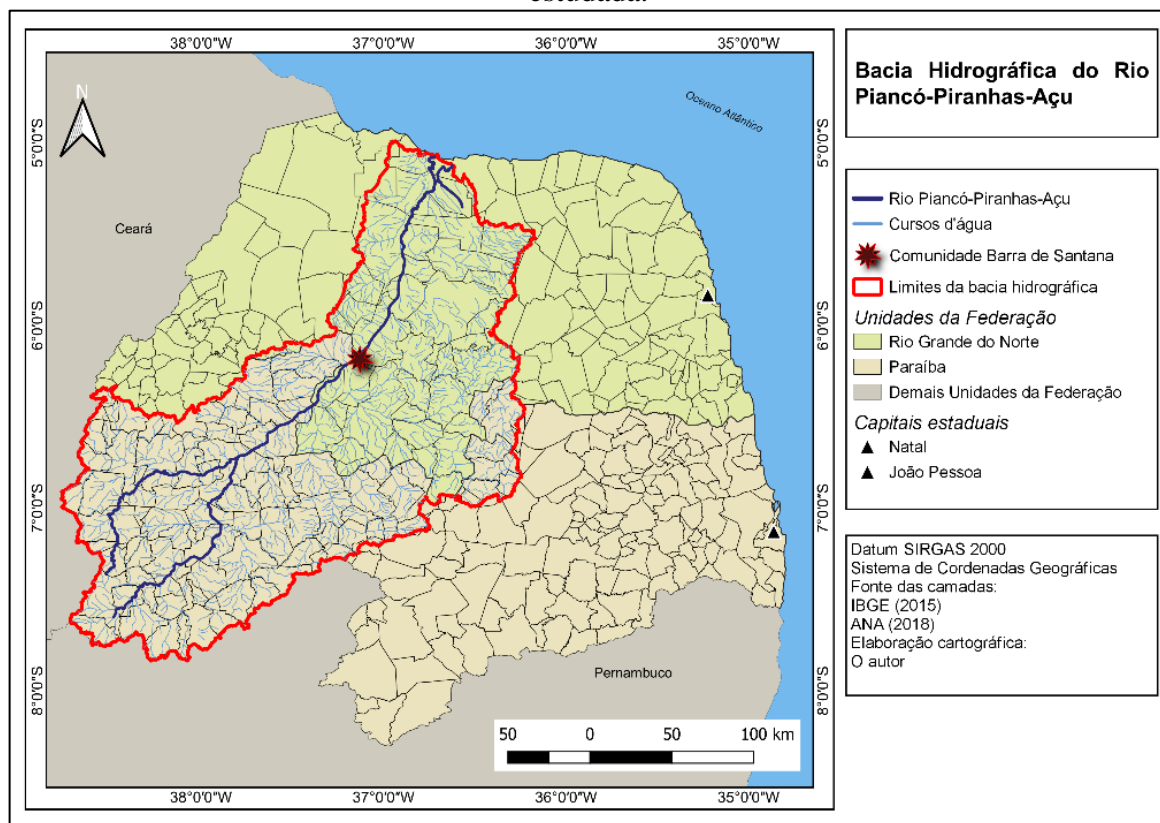 38°0'0"W 37°0'0"W 36°0'0"W 35°0'0"W
N
Oceano Atlântico
Ceará
Pernambuco
5°0'0"S
6°0'0"S
7°0'0"S
8°0'0"S
5°0'0"S
6°0'0"S
7°0'0"S
8°0'0"S
50 0 50 100 km
38°0'0"W 37°0'0"W 36°0'0"W 35°0'0"W
Bacia Hidrográfica do Rio
Piancó-Piranhas-Açu
Rio Piancó-Piranhas-Açu
Cursos d'água
Comunidade Barra de Santana
Limites da bacia hidrográfica
Unidades da Federação
Rio Grande do Norte
Paraíba
Demais Unidades da Federação
Capitais estaduais
Natal
João Pessoa
Datum SIRGAS 2000
Sistema de Cordenadas Geográficas
Fonte das camadas:
IBGE (2015)
ANA (2018)
Elaboração cartográfica:
O autor